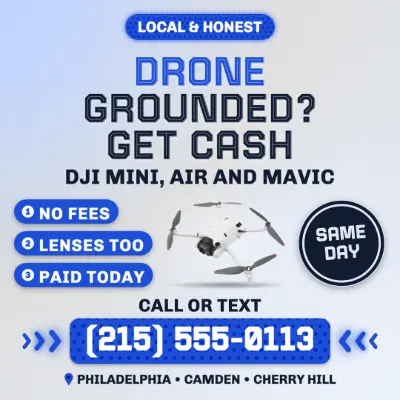 LOCAL & HONEST
DRONE
GROUNDED?
GET CASH
DJI MINI, AIR AND MAVIC
1 NO FEES
2 LENSES TOO
3 PAID TODAY
SAME
DAY
CALL OR TEXT
(215) 555-0113
PHILADELPHIA • CAMDEN • CHERRY HILL